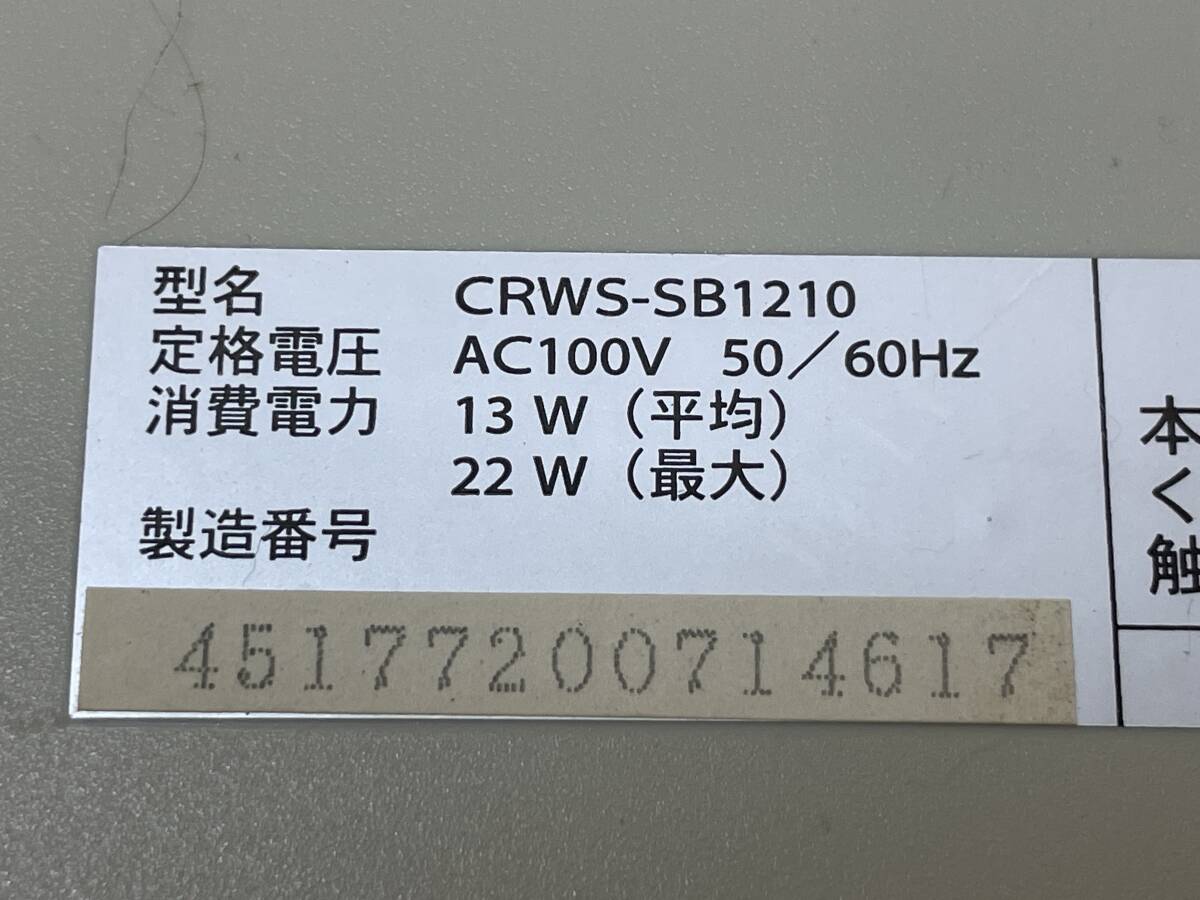 型名 CRWS-SB1210
定格電圧 AC100V 50／60Hz
消費電力 13 W（平均）
22 W（最大）
製造番号
45177200714617
本
く
触